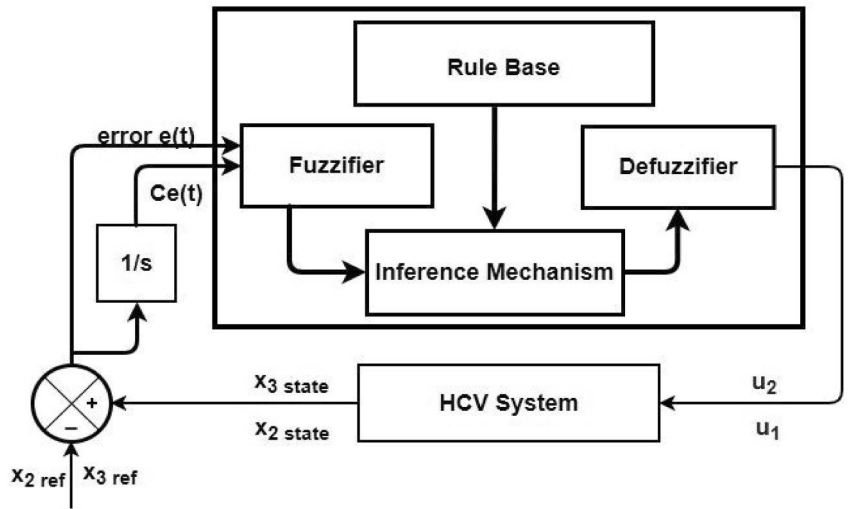 Rule Base
error e(t)
Fuzzifier
Defuzzifier
Ce(t)
1/s
Inference Mechanism
x3 state
HCV System
u2
+
−
x2 state
u1
x2 ref
x3 ref